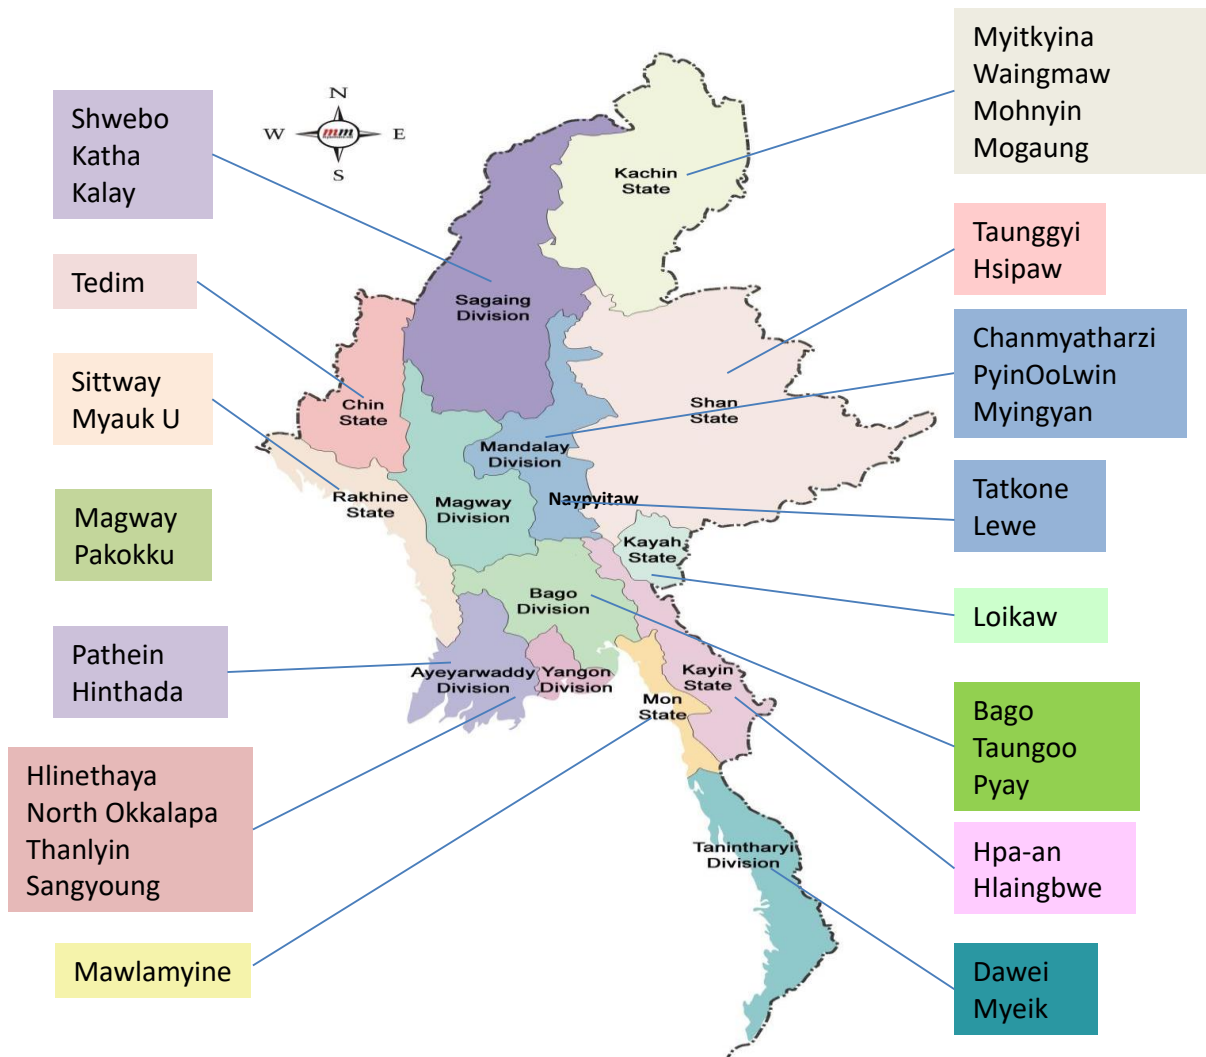 Myitkyina
Waingmaw
Mohnyin
Mogaung
Shwebo
Katha
Kalay
N
W
mm
E
S
Kachin
State
Taunggyi
Hsipaw
Tedim
Sagaing
Division
Chanmyatharzi
PyinOoLwin
Myingyan
Sittway
Myauk U
Chin
State
Shan
State
Mandalay
Division
Tatkone
Lewe
Magway
Pakokku
Rakhine
State
Magway
Division
Naypyitaw
Kayah
State
Loikaw
Bago
Division
Pathein
Hinthada
Ayeyarwaddy
Division
Yangon
Division
Kayin
State
Mon
State
Bago
Taungoo
Pyay
Hlinethaya
North Okkalapa
Thanlyin
Sangyoung
Tanintharyi
Division
Hpa-an
Hlaingbwe
Mawlamyine
Dawei
Myeik